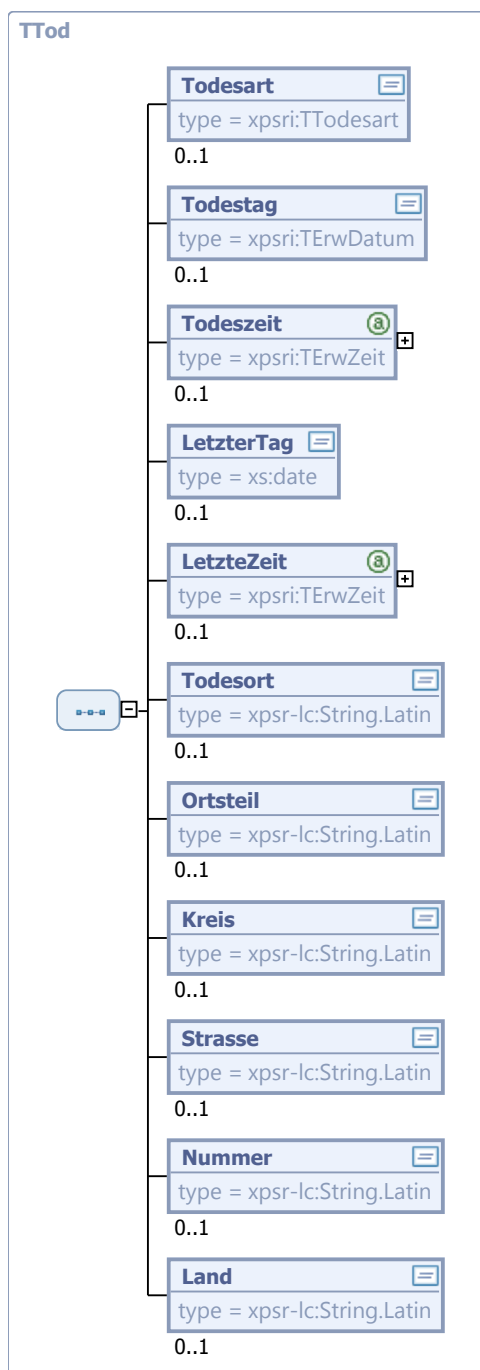 TTod
Todesart
type = xpsri:TTodesart
0..1
Todestag
type = xpsri:TErwDatum
0..1
Todeszeit
type = xpsri:TErwZeit
0..1
LetzterTag
type = xs:date
0..1
LetzteZeit
type = xpsri:TErwZeit
0..1
Todesort
type = xpsr-lc:String.Latin
0..1
Ortsteil
type = xpsr-lc:String.Latin
0..1
Kreis
type = xpsr-lc:String.Latin
0..1
Strasse
type = xpsr-lc:String.Latin
0..1
Nummer
type = xpsr-lc:String.Latin
0..1
Land
type = xpsr-lc:String.Latin
0..1